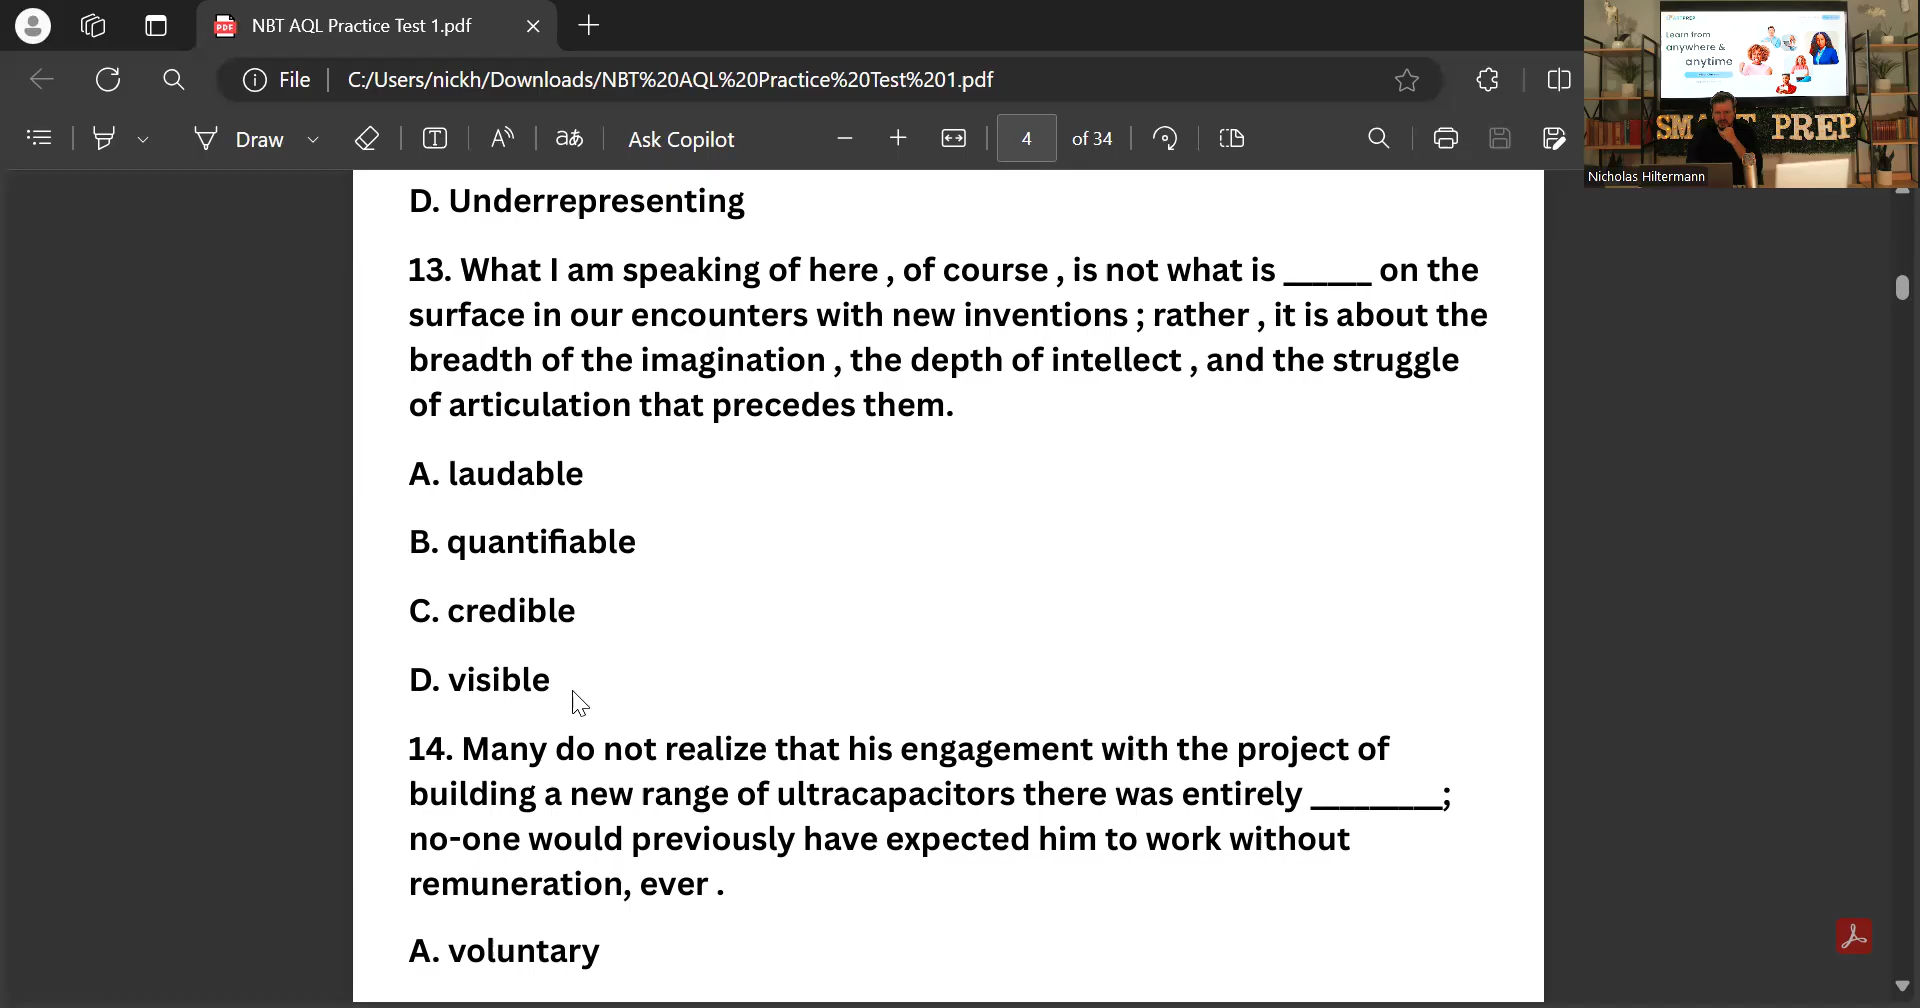 NBT AQL Practice Test 1.pdf
File
C:/Users/nickh/Downloads/NBT%20AQL%20Practice%20Test%201.pdf
Draw
Ask Copilot
4 of 34
Learn from
anywhere &
anytime
SMART PREP
Nicholas Hiltermann
D. Underrepresenting
13. What I am speaking of here , of course , is not what is ______ on the
surface in our encounters with new inventions ; rather , it is about the
breadth of the imagination , the depth of intellect , and the struggle
of articulation that precedes them.
A. laudable
B. quantifiable
C. credible
D. visible
14. Many do not realize that his engagement with the project of
building a new range of ultracapacitors there was entirely _________;
no-one would previously have expected him to work without
remuneration, ever .
A. voluntary